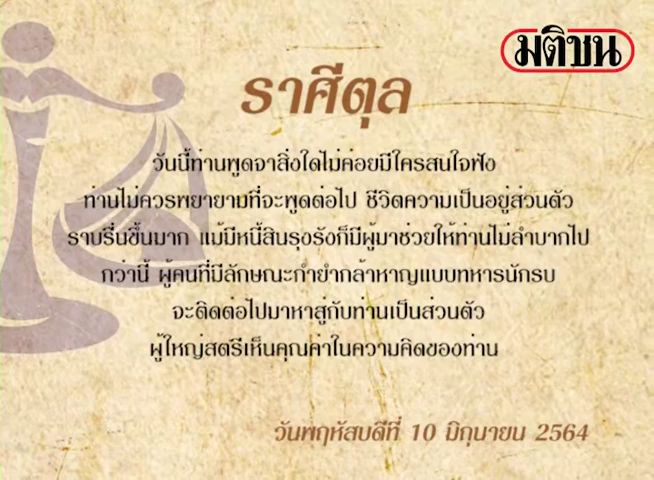 มติชน
ราศีตุล
วันนี้ท่านพูดจาสิ่งใดไม่ค่อยมีใครสนใจฟัง
ท่านไม่ควรพยายามที่จะพูดต่อไป ชีวิตความเป็นอยู่ส่วนตัว
ราบรื่นขึ้นมาก แม้มีหนี้สินรุงรังก็มีผู้มาช่วยให้ท่านไม่ลำบากไป
กว่านี้ ผู้คนที่มีลักษณะกำยำกล้าหาญแบบทหารนักรบ
จะติดต่อไปมาหาสู่กับท่านเป็นส่วนตัว
ผู้ใหญ่สตรีเห็นคุณค่าในความคิดของท่าน
วันพฤหัสบดีที่ 10 มิถุนายน 2564